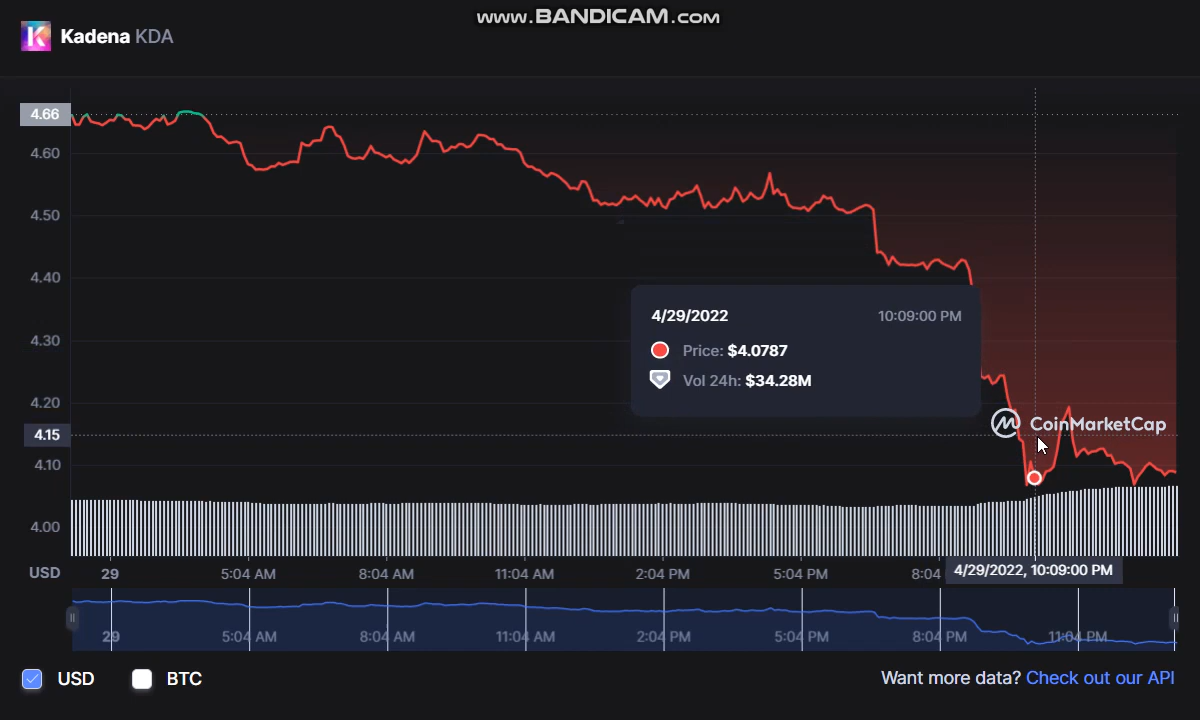 www.BANDICAM.com
Kadena KDA
4.66
4.60
4.50
4.40
4.30
4.20
4.15
4.10
4.00
4/29/2022 10:09:00 PM
Price: $4.0787
Vol 24h: $34.28M
CoinMarketCap
USD 29 5:04 AM 8:04 AM 11:04 AM 2:04 PM 5:04 PM 8:04 4/29/2022, 10:09:00 PM
29 5:04 AM 8:04 AM 11:04 AM 2:04 PM 5:04 PM 8:04 PM 11:04 PM
USD BTC Want more data? Check out our API